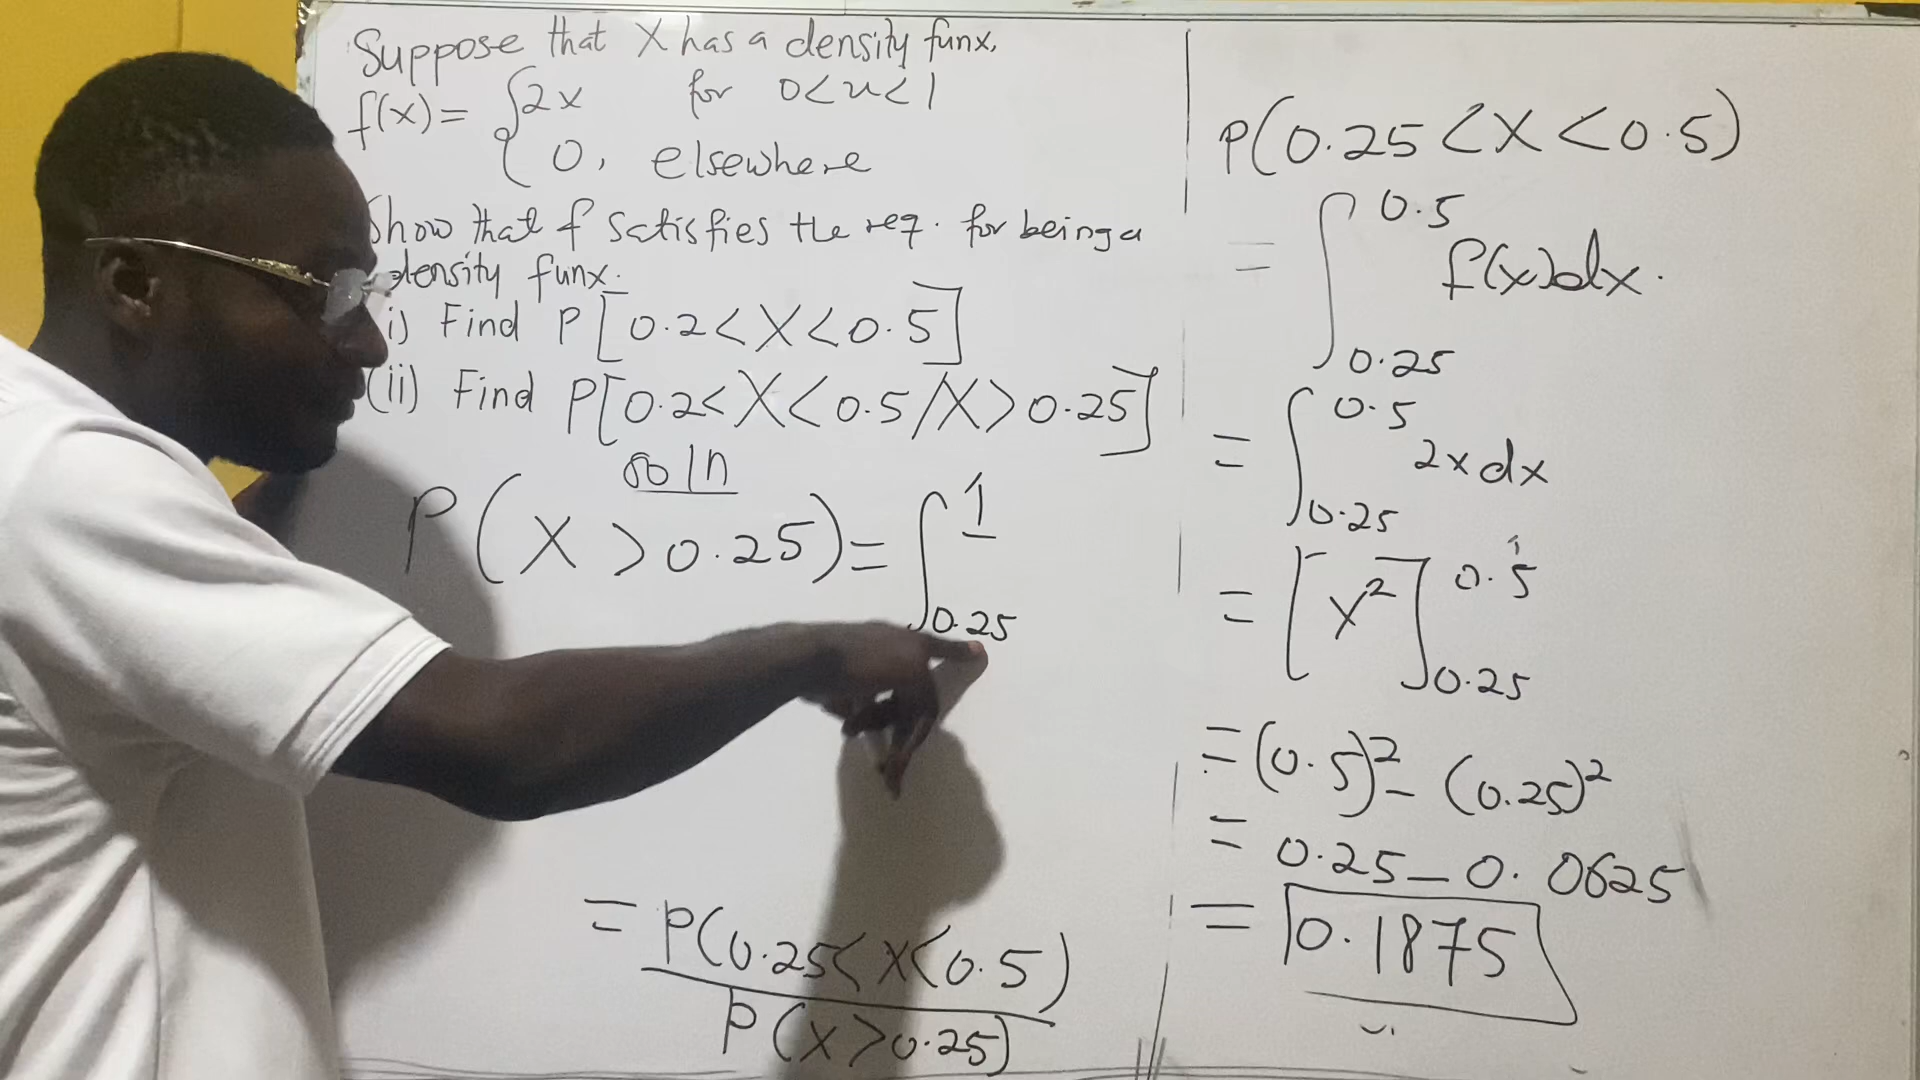 Suppose that X has a density funx.
f(x) = { 2x for 0<x<1
0, elsewhere
Show that f satisfies the req. for being a
density funx.
i) Find P[0.2<X<0.5]
(ii) Find P[0.2<X<0.5/X>0.25]
soln
P(X>0.25) = ∫ 1
0.25
= P(0.25<X<0.5)
P(X>0.25)
P(0.25<X<0.5)
= ∫ 0.5 f(x)dx.
0.25
= ∫ 0.5 2xdx
0.25
= [x²] 0.5
0.25
= (0.5)² - (0.25)²
= 0.25 - 0.0625
= 0.1875